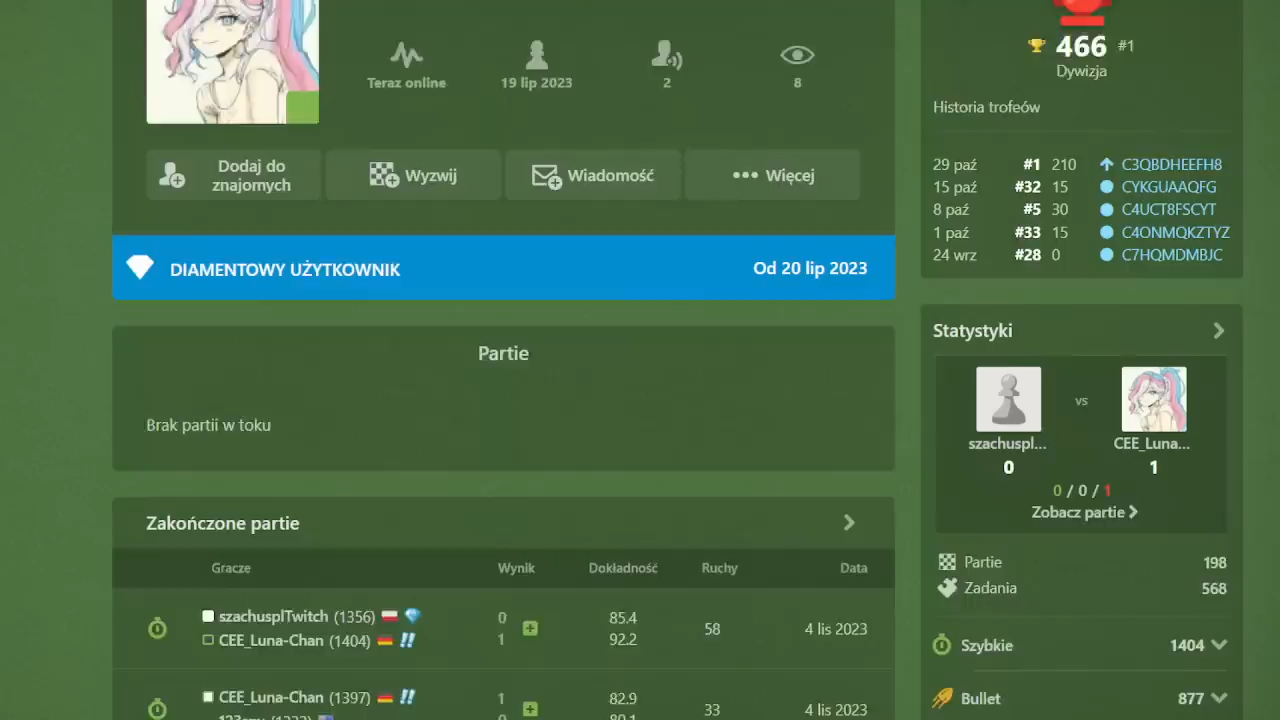 466 #1
Dywizja
Teraz online
19 lip 2023
2
8
Historia trofeów
29 paź #1 210 C3QBDHEEFH8
15 paź #32 15 CYKGUAAQFG
8 paź #5 30 C4UCT8FSCYT
1 paź #33 15 C4ONMQKZTYZ
24 wrz #28 0 C7HQMDMBJC
Dodaj do
znajomych
Wyzwij
Wiadomość
Więcej
DIAMENTOWY UŻYTKOWNIK Od 20 lip 2023
Partie
Brak partii w toku
Statystyki
vs
szachuspl... CEE_Luna...
0 1
0 / 0 / 1
Zobacz partie
Partie 198
Zadania 568
Szybkie 1404
Bullet 877
Zakończone partie
Gracze Wynik Dokładność Ruchy Data
szachusplTwitch (1356) 0 85.4
CEE_Luna-Chan (1404) 1 92.2
58 4 lis 2023
CEE_Luna-Chan (1397) 1 82.9
33 4 lis 2023